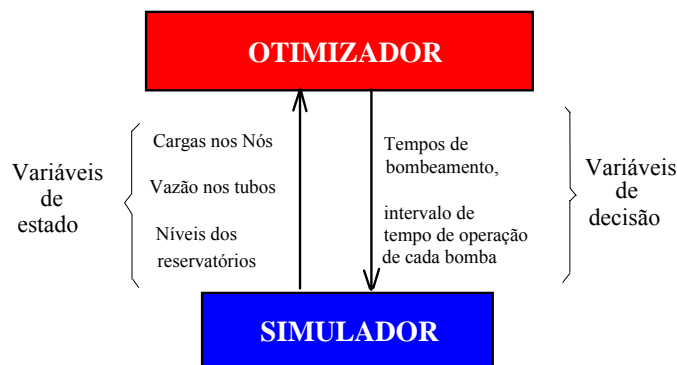 OTIMIZADOR
Variáveis
de
estado
Cargas nos Nós
Vazão nos tubos
Níveis dos
reservatórios
Tempos de
bombeamento,
intervalo de
tempo de operação
de cada bomba
Variáveis
de
decisão
SIMULADOR